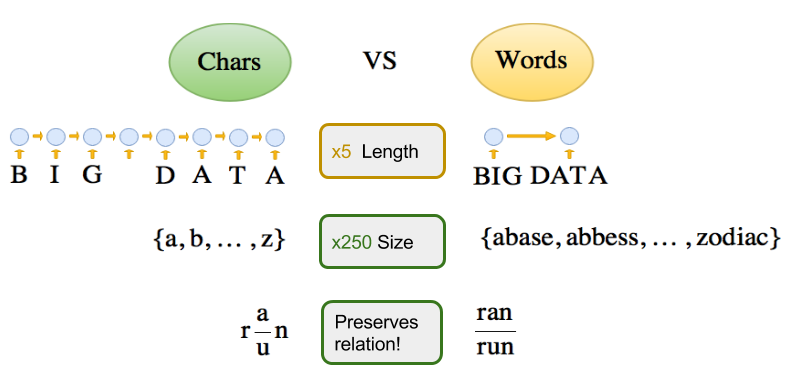 Chars VS Words
B I G D A T A x5 Length BIG DATA
{a, b, ... , z} x250 Size {abase, abbess, ... , zodiac}
a
r — n
u
Preserves
relation!
ran
run